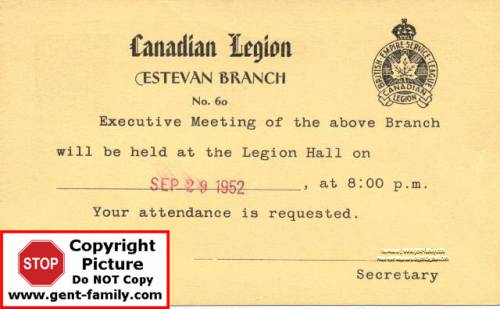 Canadian Legion
ESTEVAN BRANCH
No. 60
BRITISH EMPIRE SERVICE LEAGUE
CANADIAN
LEGION
Executive Meeting of the above Branch
will be held at the Legion Hall on
SEP 29 1952, at 8:00 p.m.
Your attendance is requested.
Secretary
STOP
Copyright
Picture
Do NOT Copy
www.gent-family.com